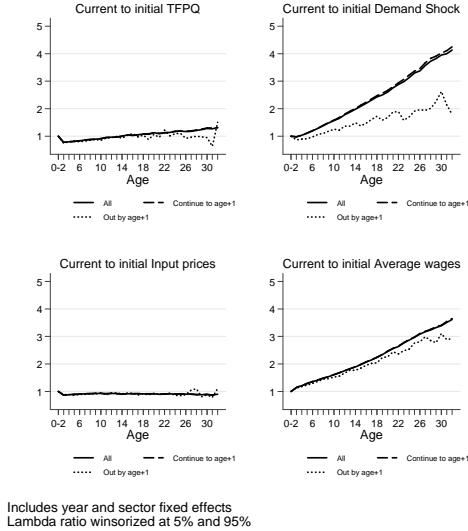 Current to initial TFPQ
5
4
3
2
1
0-2 6 10 14 18 22 26 30
Age
All Continue to age+1
Out by age+1
Current to initial Demand Shock
5
4
3
2
1
0-2 6 10 14 18 22 26 30
Age
All Continue to age+1
Out by age+1
Current to initial Input prices
5
4
3
2
1
0-2 6 10 14 18 22 26 30
Age
All Continue to age+1
Out by age+1
Current to initial Average wages
5
4
3
2
1
0-2 6 10 14 18 22 26 30
Age
All Continue to age+1
Out by age+1
Includes year and sector fixed effects
Lambda ratio winsorized at 5% and 95%